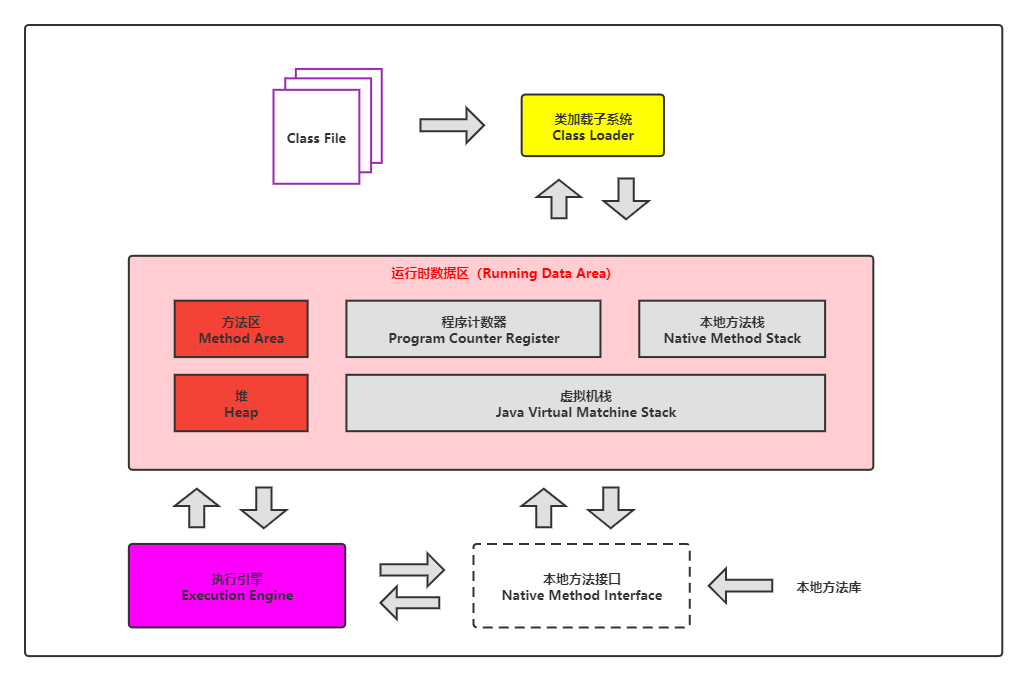 Class File
类加载子系统
Class Loader
运行时数据区（Running Data Area）
方法区
Method Area
程序计数器
Program Counter Register
本地方法栈
Native Method Stack
堆
Heap
虚拟机栈
Java Virtual Matchine Stack
执行引擎
Execution Engine
本地方法接口
Native Method Interface
本地方法库